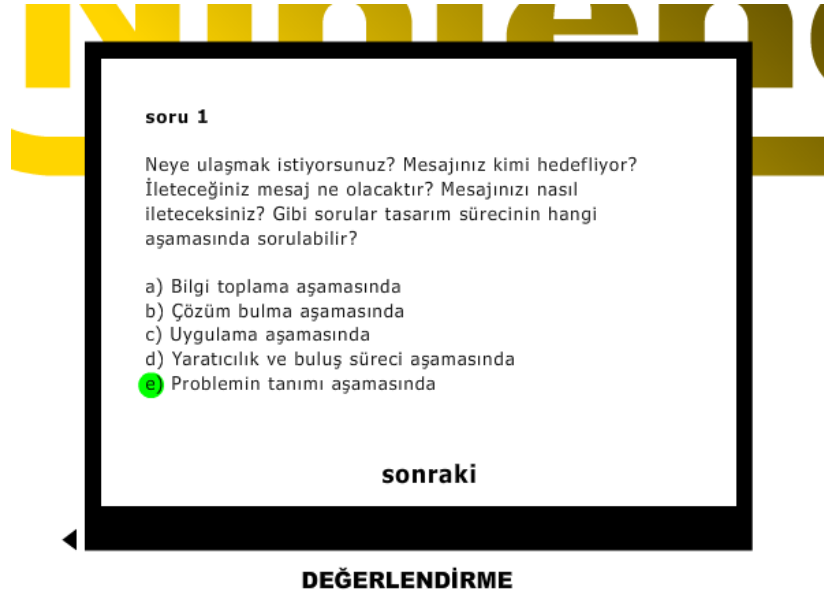 soru 1
Neye ulaşmak istiyorsunuz? Mesajınız kimi hedefliyor?
İleteceğiniz mesaj ne olacaktır? Mesajınızı nasıl
ileteceksiniz? Gibi sorular tasarım sürecinin hangi
aşamasında sorulabilir?
a) Bilgi toplama aşamasında
b) Çözüm bulma aşamasında
c) Uygulama aşamasında
d) Yaratıcılık ve buluş süreci aşamasında
e) Problemin tanımı aşamasında
sonraki
DEĞERLENDİRME